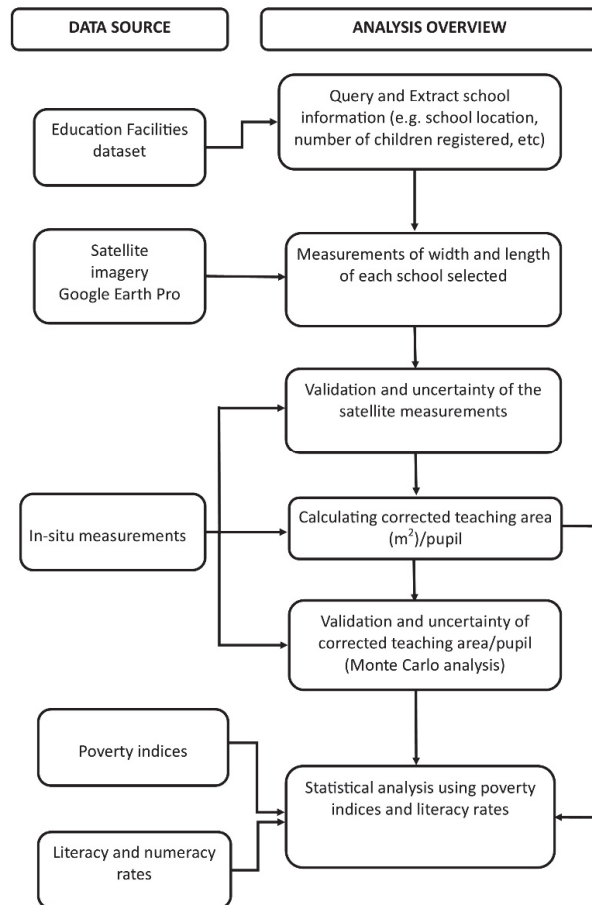 DATA SOURCE
ANALYSIS OVERVIEW
Query and Extract school
information (e.g. school location,
number of children registered, etc)
Education Facilities
dataset
Satellite
imagery
Google Earth Pro
Measurements of width and length
of each school selected
Validation and uncertainty of the
satellite measurements
In-situ measurements
Calculating corrected teaching area
(m²)/pupil
Validation and uncertainty of
corrected teaching area/pupil
(Monte Carlo analysis)
Poverty indices
Statistical analysis using poverty
indices and literacy rates
Literacy and numeracy
rates